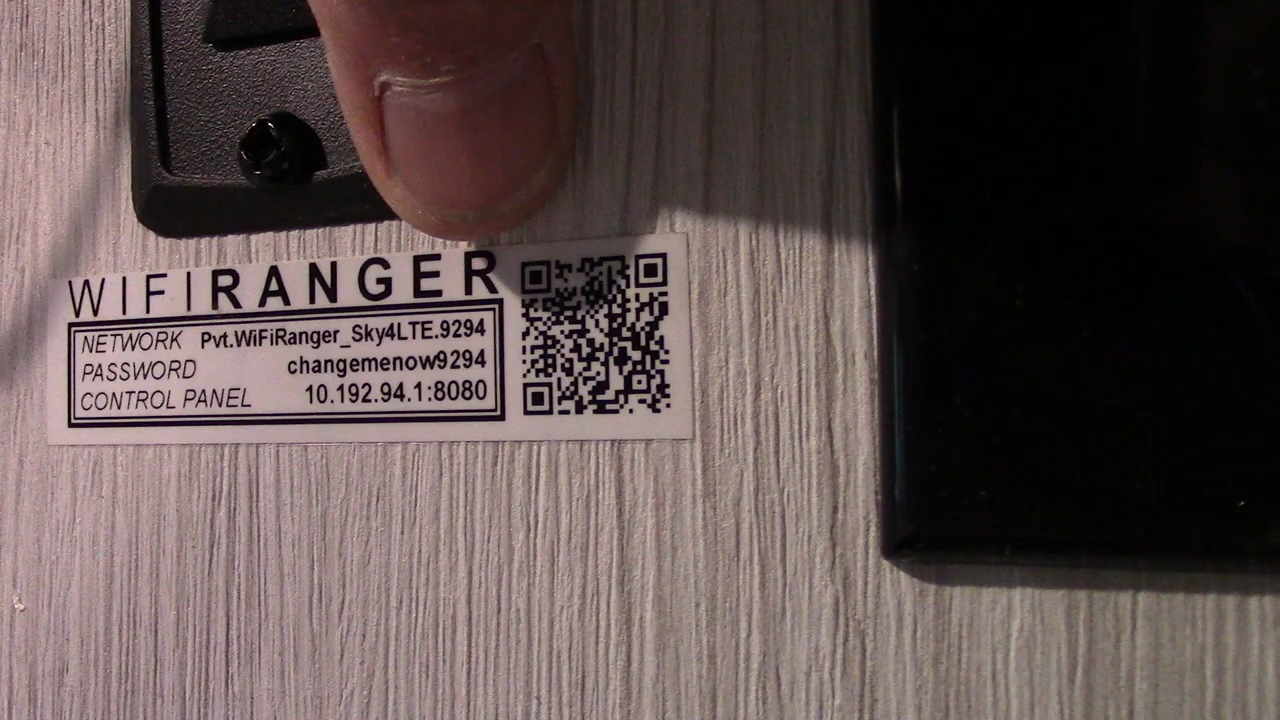 WIFIRANGER
NETWORK Pvt.WiFiRanger_Sky4LTE.9294
PASSWORD changemenow9294
CONTROL PANEL 10.192.94.1:8080